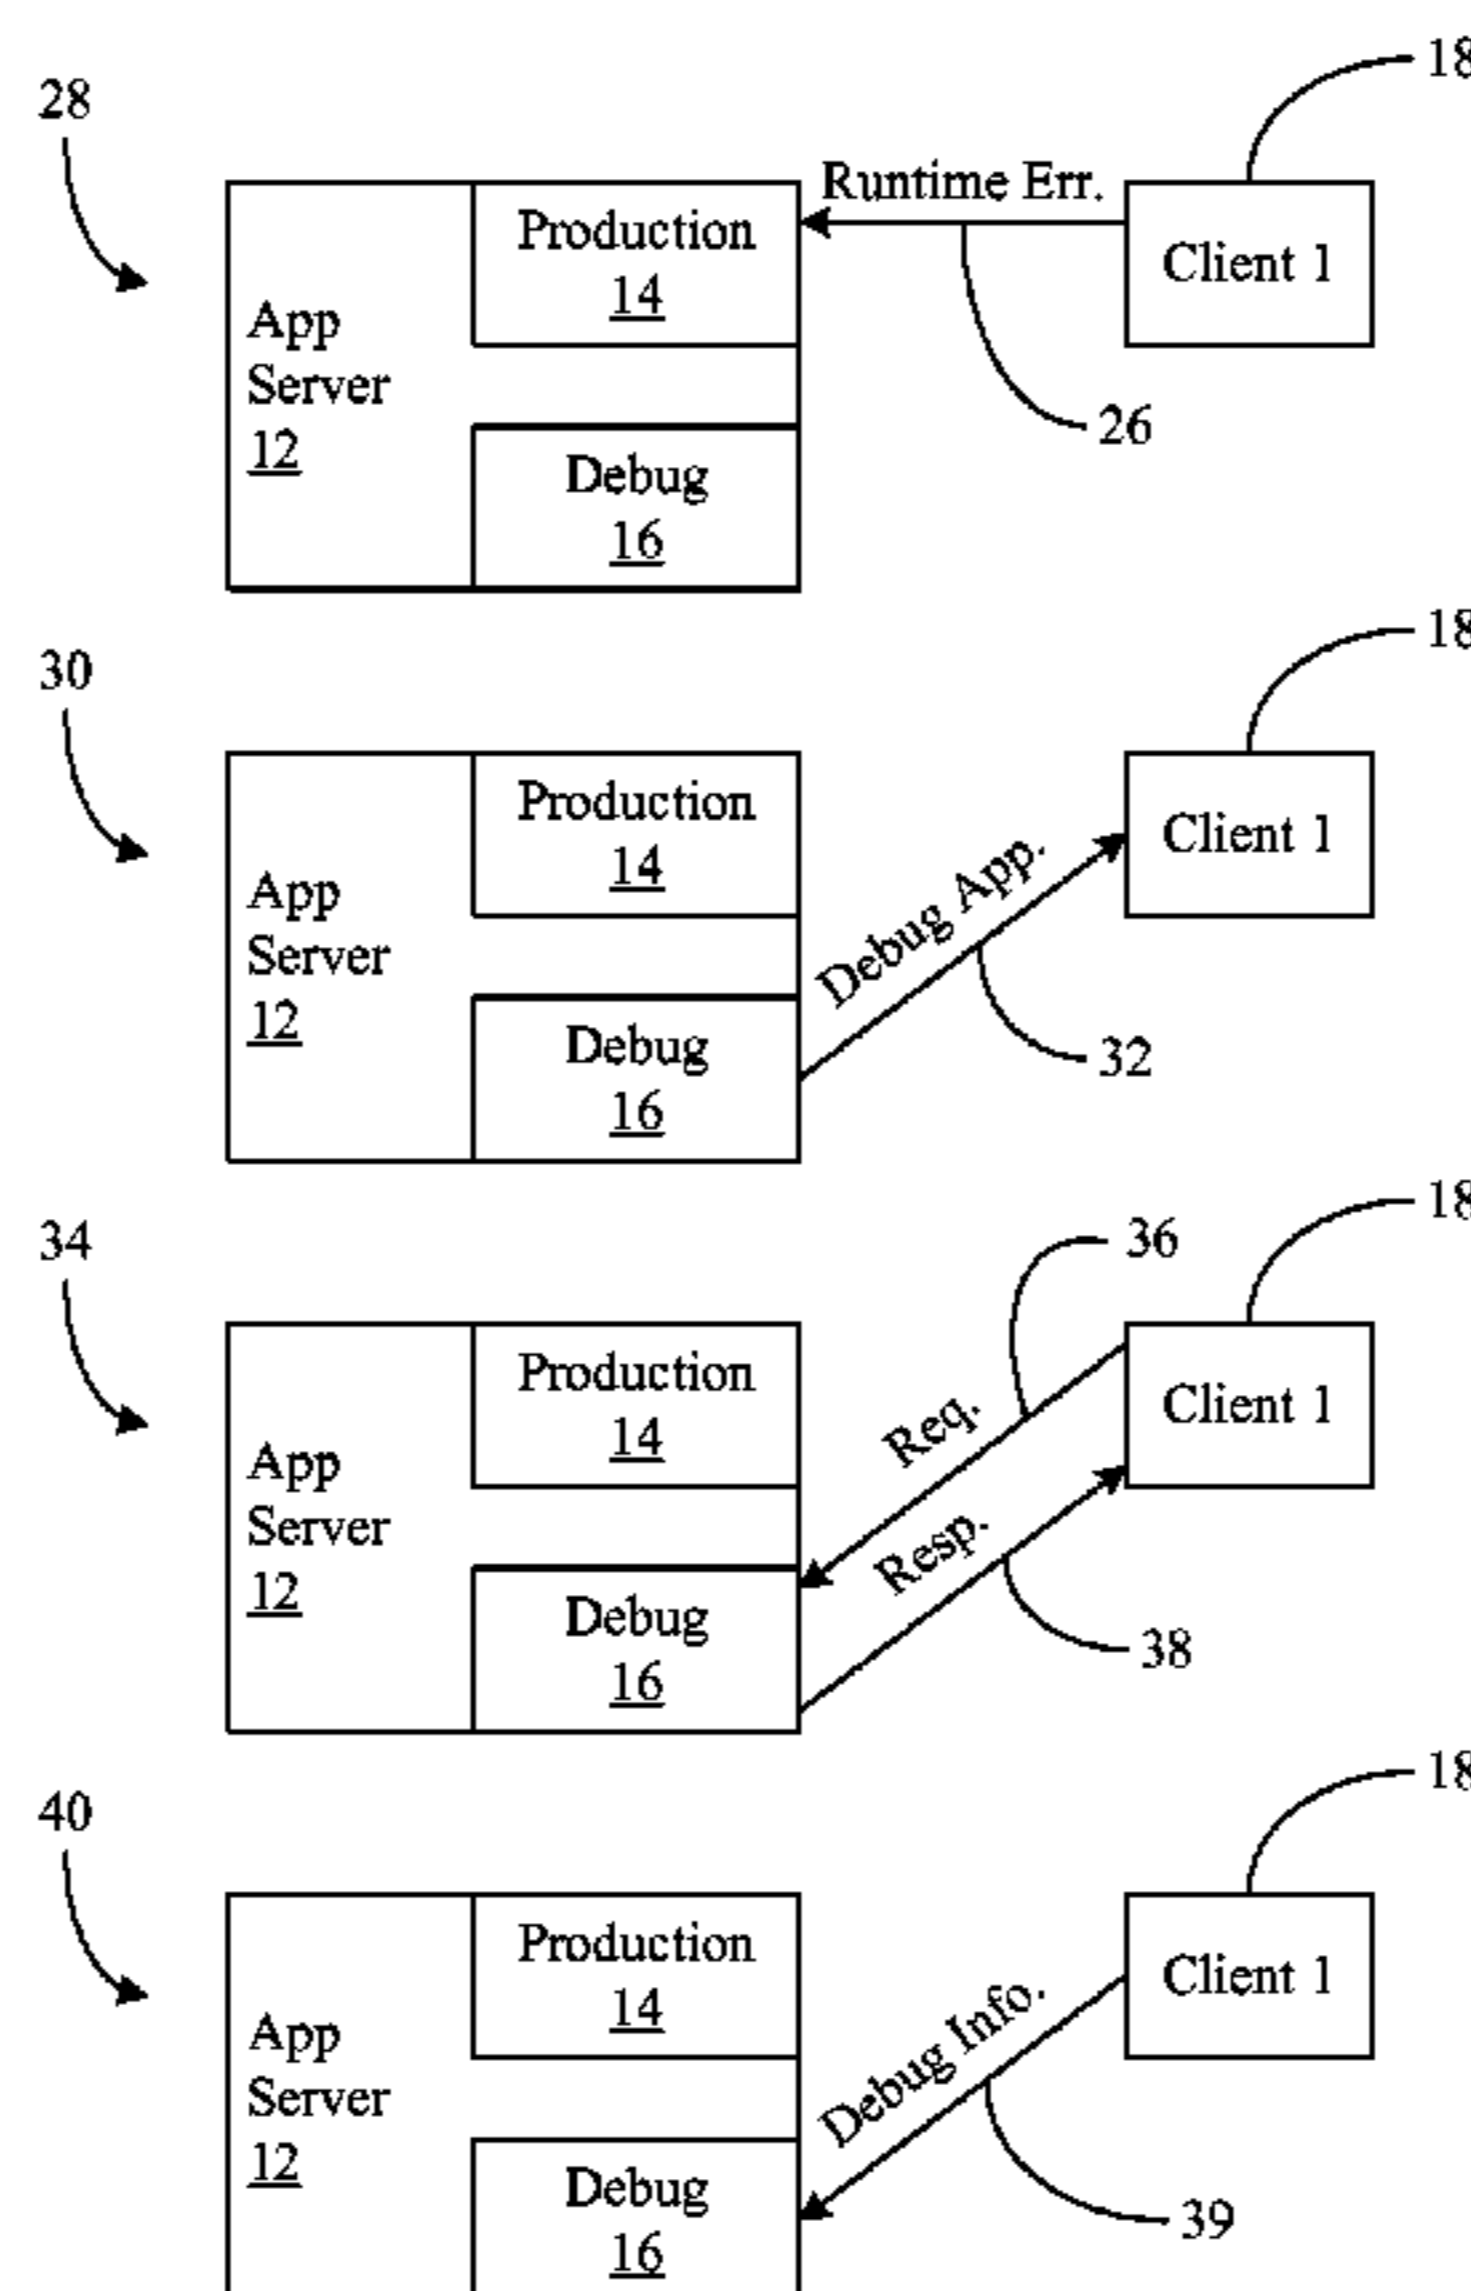 18
28
Runtime Err.
Production
14
Client 1
App
Server
12
26
Debug
16
18
30
Production
14
Client 1
Debug App.
App
Server
12
Debug
16
32
18
34
36
Production
14
Client 1
Req.
App
Server
12
Resp.
Debug
16
38
18
40
Production
14
Client 1
Debug Info.
App
Server
12
Debug
16
39